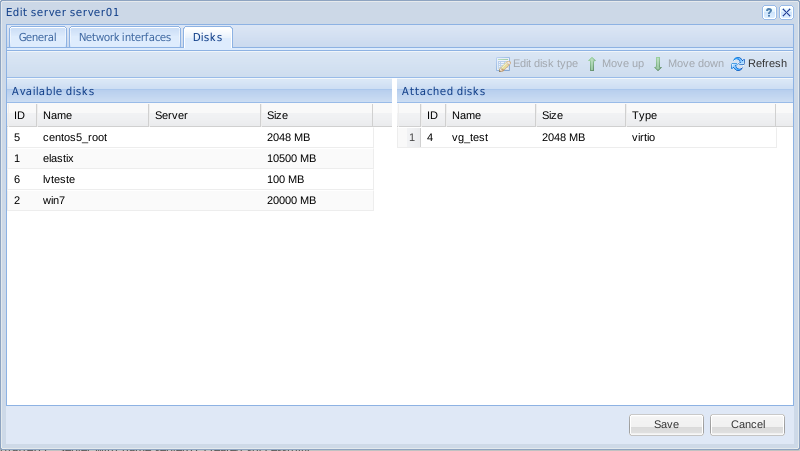 Edit server server01
General Network interfaces Disks
Edit disk type Move up Move down Refresh
Available disks
ID Name Server Size
5 centos5_root 2048 MB
1 elastix 10500 MB
6 lvteste 100 MB
2 win7 20000 MB
Attached disks
ID Name Size Type
1 4 vg_test 2048 MB virtio
Save Cancel